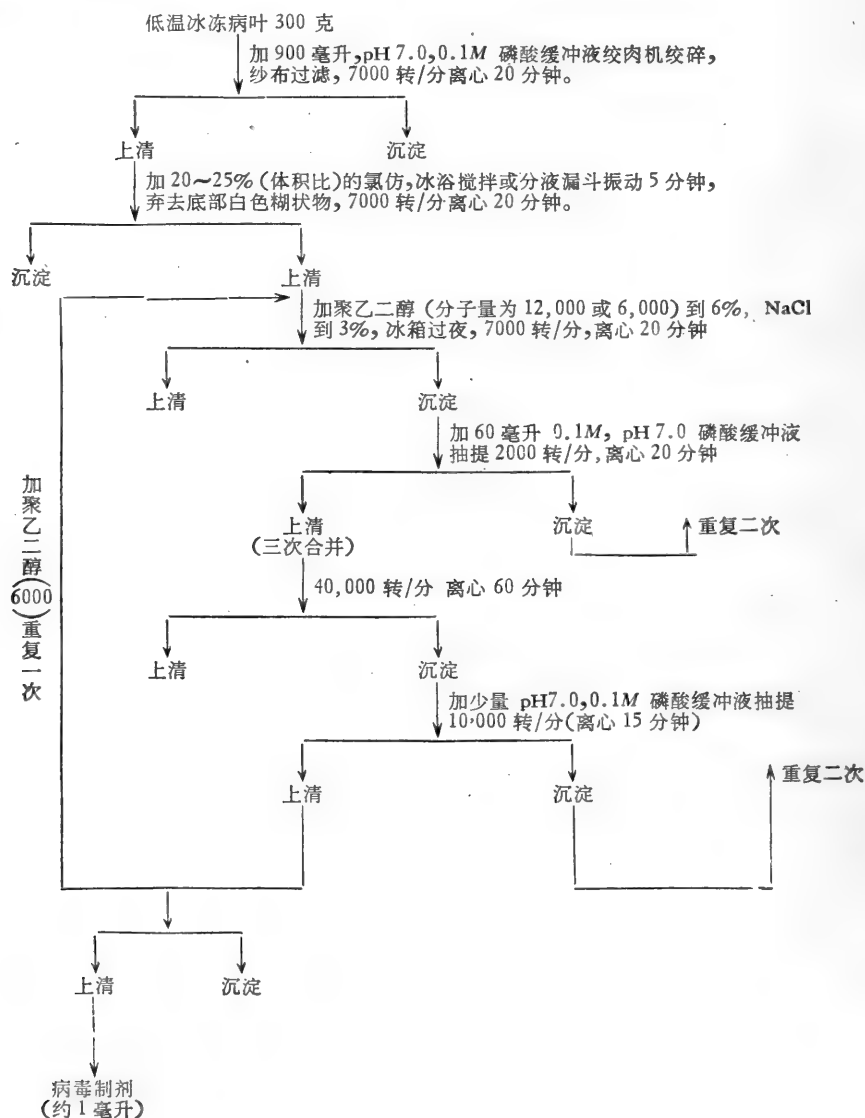 低温冰冻病叶 300 克
加 900 毫升,pH 7.0,0.1M 磷酸缓冲液绞肉机绞碎,
纱布过滤, 7000 转/分离心 20 分钟。
上清
沉淀
加 20~25% (体积比)的氯仿,冰浴搅拌或分液漏斗振动 5 分钟,
弃去底部白色糊状物, 7000 转/分离心 20 分钟。
沉淀
上清
加聚乙二醇 (分子量为 12,000 或 6,000) 到 6%, NaCl
到 3%, 冰箱过夜, 7000 转/分, 离心 20 分钟
上清
沉淀
加 60 毫升 0.1M, pH 7.0 磷酸缓冲液
抽提 2000 转/分, 离心 20 分钟
上清
(三次合并)
沉淀
重复二次
40,000 转/分 离心 60 分钟
加聚乙二醇(6000)重复一次
上清
沉淀
加少量 pH7.0,0.1M 磷酸缓冲液抽提
10,000 转/分(离心 15 分钟)
上清
沉淀
重复二次
上清
沉淀
病毒制剂
(约 1 毫升)